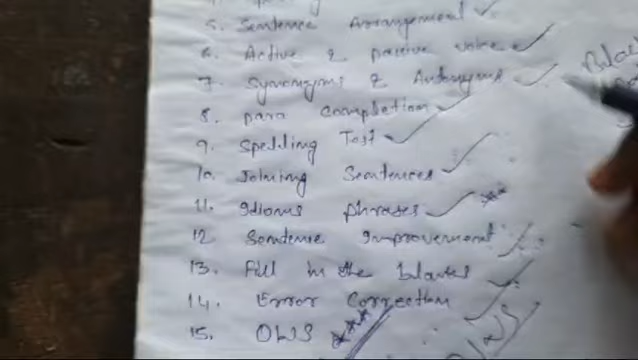 5. Sentence Arrangement
6. Active & passive voice
7. Synonyms & Antonyms
8. para completion
9. Spelling Test
10. Joining Sentences
11. Idioms phrases
12 Sentence Improvement
13. Fill in the blanks
14. Error Correction
15. OWS
OWS